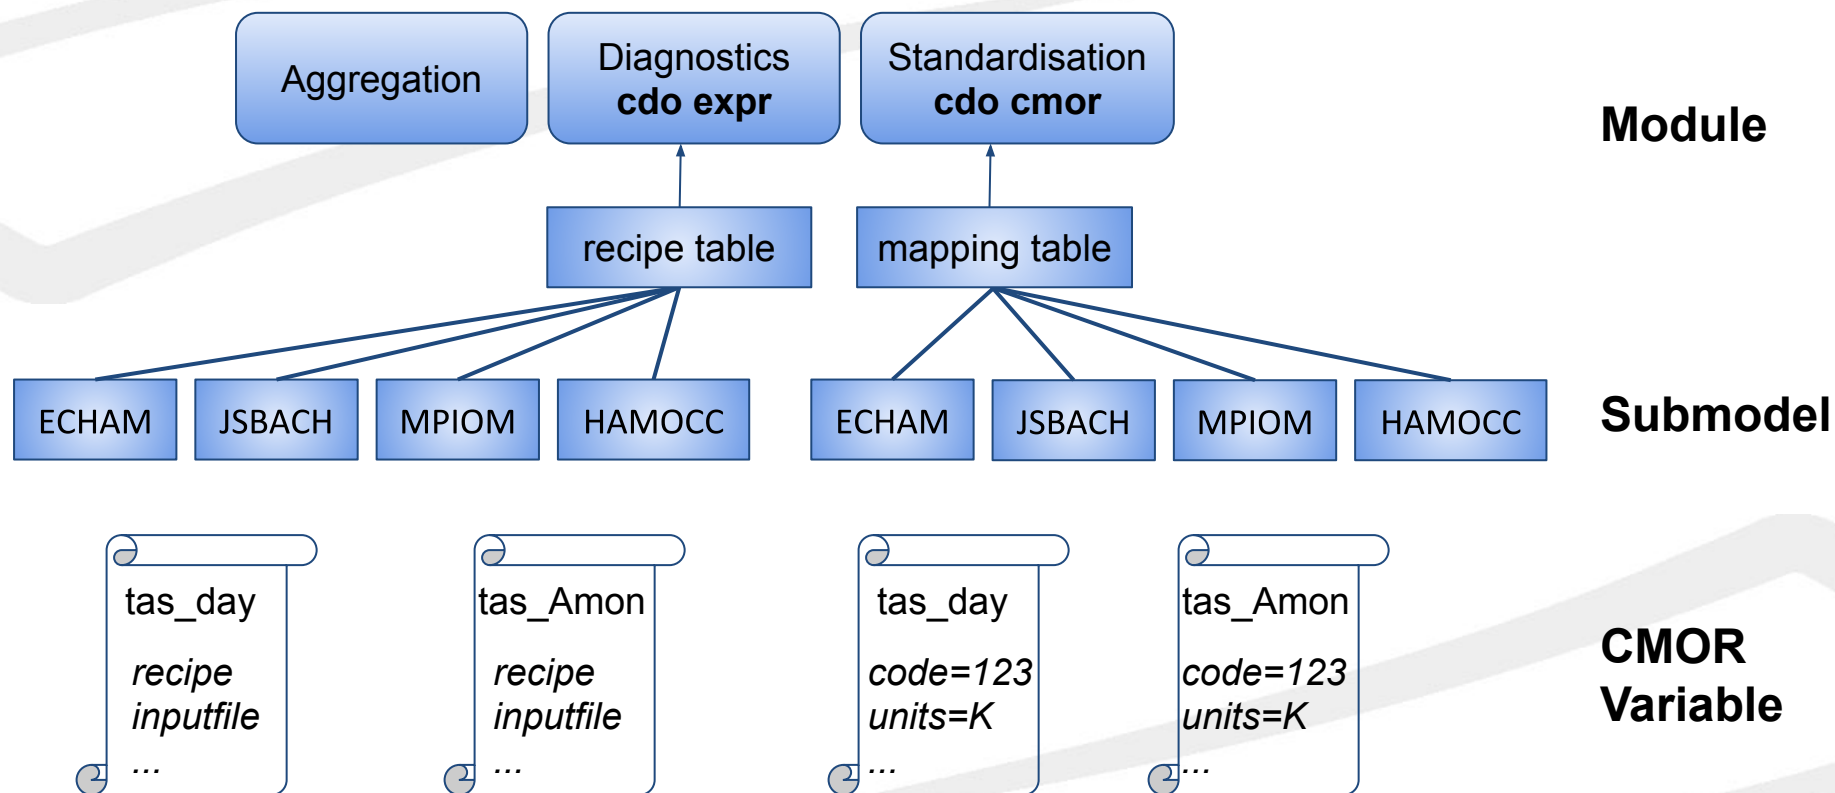 Aggregation
Diagnostics
cdo expr
Standardisation
cdo cmor
Module
recipe table
mapping table
ECHAM
JSBACH
MPIOM
HAMOCC
ECHAM
JSBACH
MPIOM
HAMOCC
Submodel
tas_day
recipe
inputfile
...
tas_Amon
recipe
inputfile
...
tas_day
code=123
units=K
...
tas_Amon
code=123
units=K
...
CMOR
Variable